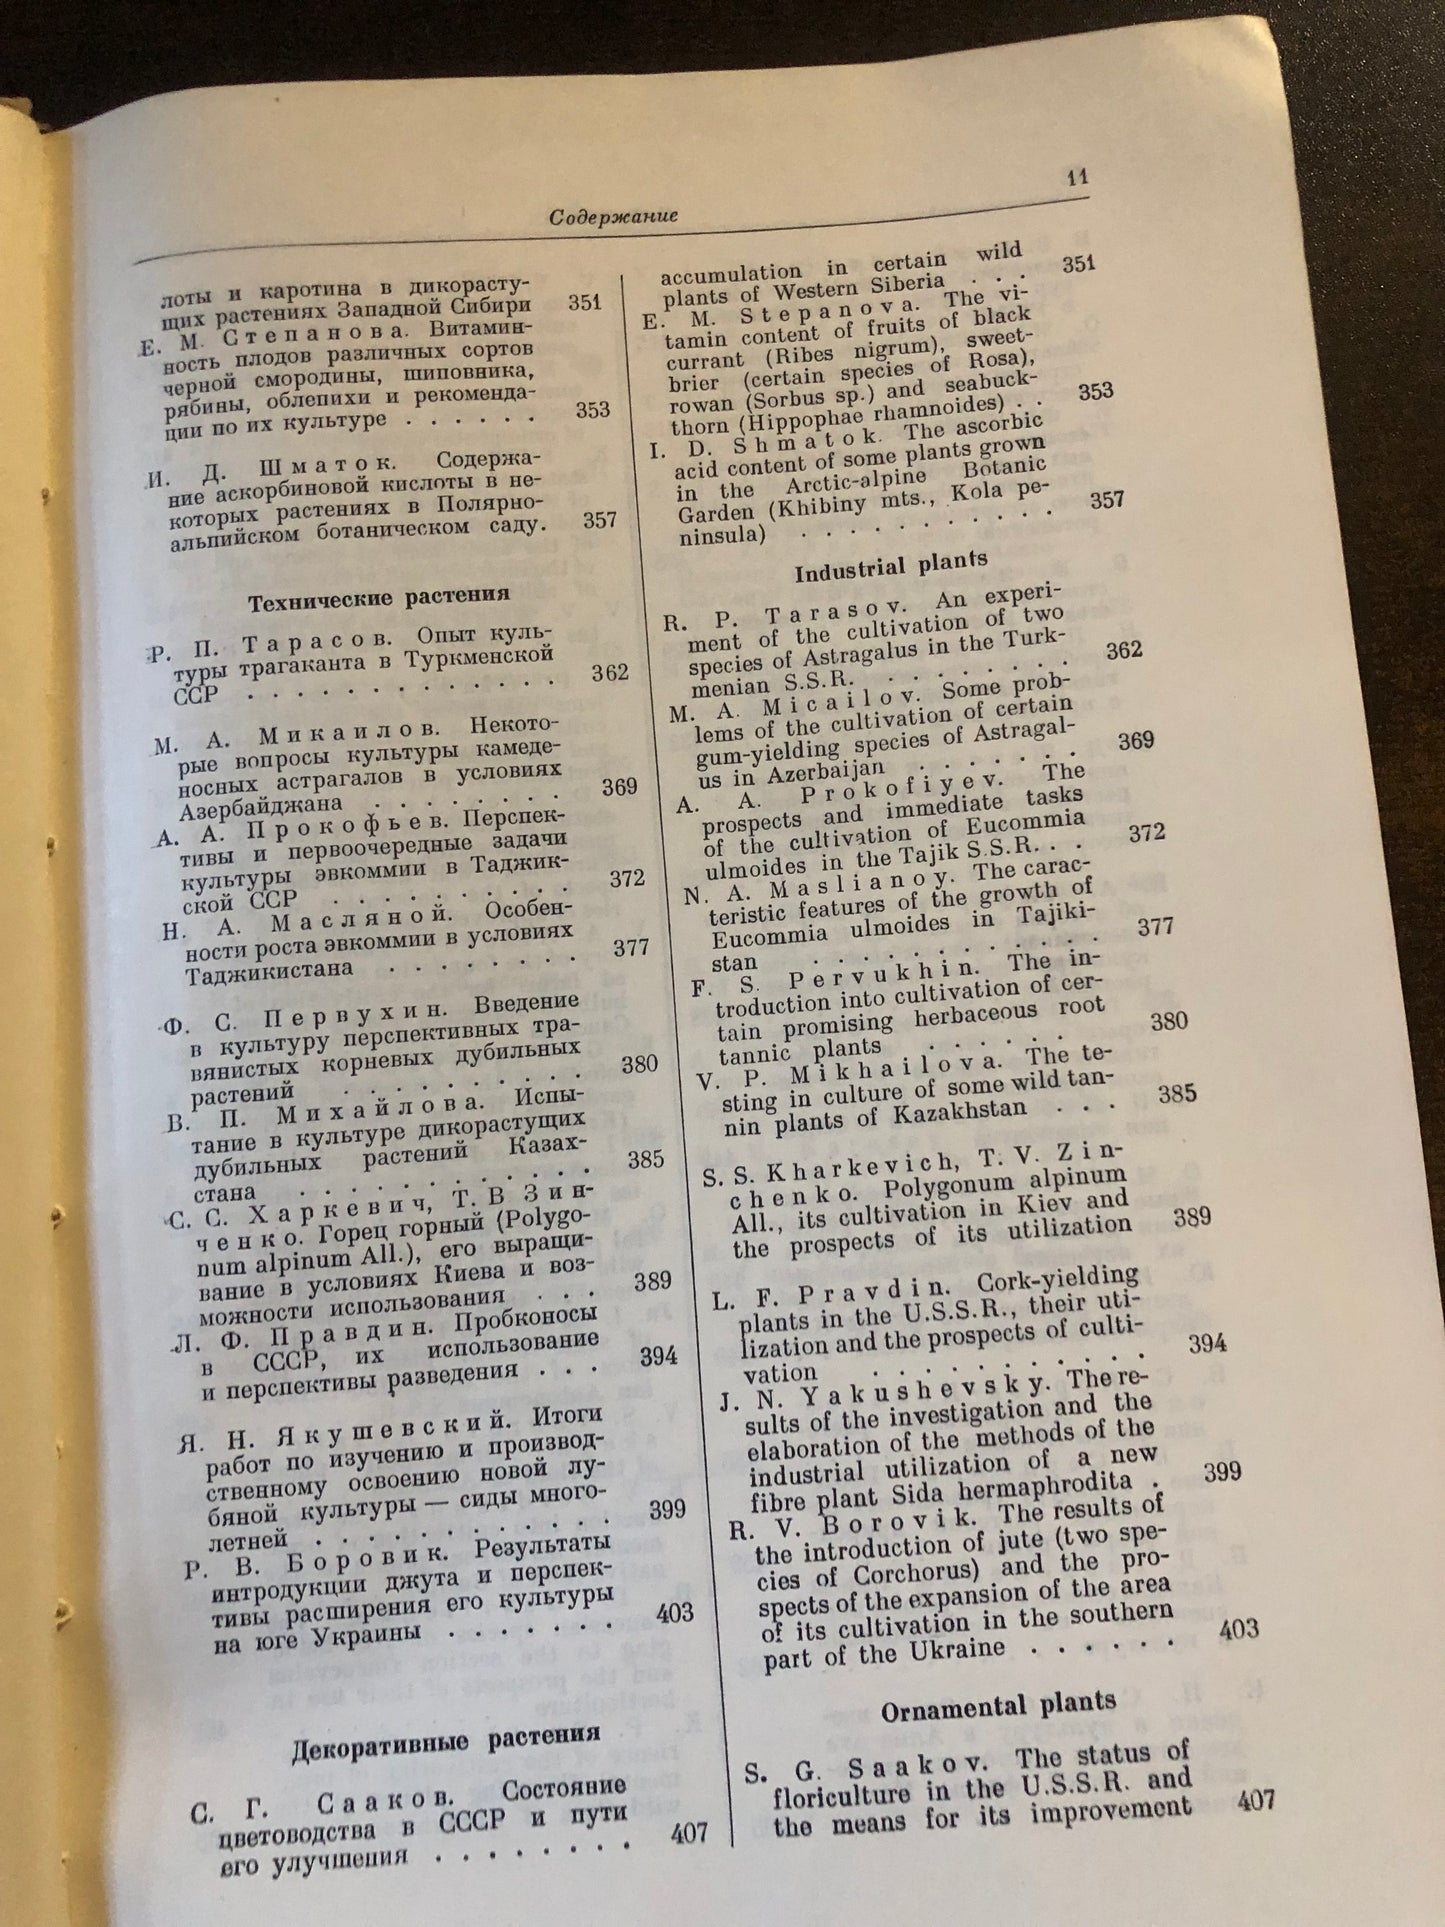 11
Содержание
лоты и каротина в дикорасту-
щих растениях Западной Сибири 351
Е. М. Степанова. Витамин-
ность плодов различных сортов
черной смородины, шиповника,
рябины, облепихи и рекоменда-
ции по их культуре . . . . . . 353
И. Д. Шматок. Содержа-
ние аскорбиновой кислоты в не-
которых растениях в Полярно-
альпийском ботаническом саду. 357
Технические растения
Р. П. Тарасов. Опыт куль-
туры трагаканта в Туркменской
ССР . . . . . . . . . . . . . 362
М. А. Микаилов. Некото-
рые вопросы культуры камеде-
носных астрагалов в условиях
Азербайджана . . . . . . . . 369
А. А. Прокофьев. Перспек-
тивы и первоочередные задачи
культуры эвкоммии в Таджик-
ской ССР . . . . . . . . . 372
Н. А. Масляной. Особен-
ности роста эвкоммии в условиях
Таджикистана . . . . . . . . 377
Ф. С. Первухин. Введение
в культуру перспективных тра-
вянистых корневых дубильных
растений . . . . . . . . . . 380
В. П. Михайлова. Испы-
тание в культуре дикорастущих
дубильных растений Казах-
стана . . . . . . . . . . . . 385
С. С. Харкевич, Т. В Зин-
ченко. Горец горный (Polygo-
num alpinum All.), его выращи-
вание в условиях Киева и воз-
можности использования . . . 389
Л. Ф. Правдин. Пробконосы
в СССР, их использование
и перспективы разведения . . . 394
Я. Н. Якушевский. Итоги
работ по изучению и производ-
ственному освоению новой лу-
бяной культуры — сиды много-
летней . . . . . . . . . . . . 399
Р. В. Боровик. Результаты
интродукции джута и перспек-
тивы расширения его культуры
на юге Украины . . . . . . . 403
Декоративные растения
С. Г. Сааков. Состояние
цветоводства в СССР и пути
его улучшения . . . . . . . . 407
accumulation in certain wild
plants of Western Siberia . . . 351
E. M. Stepanova. The vi-
tamin content of fruits of black
currant (Ribes nigrum), sweet-
brier (certain species of Rosa),
rowan (Sorbus sp.) and seabuck-
thorn (Hippophae rhamnoides) . . 353
I. D. Shmatok. The ascorbic
acid content of some plants grown
in the Arctic-alpine Botanic
Garden (Khibiny mts., Kola pe-
ninsula) . . . . . . . . . . . 357
Industrial plants
R. P. Tarasov. An experi-
ment of the cultivation of two
species of Astragalus in the Turk-
menian S.S.R. . . . . . . . . 362
M. A. Micailov. Some prob-
lems of the cultivation of certain
gum-yielding species of Astragal-
us in Azerbaijan . . . . . . . 369
A. A. Prokofiyev. The
prospects and immediate tasks
of the cultivation of Eucommia
ulmoides in the Tajik S.S.R. . . 372
N. A. Maslianoy. The carac-
teristic features of the growth of
Eucommia ulmoides in Tajiki-
stan . . . . . . . . . . . . 377
F. S. Pervukhin. The in-
troduction into cultivation of cer-
tain promising herbaceous root
tannic plants . . . . . . 380
V. P. Mikhailova. The te-
sting in culture of some wild tan-
nin plants of Kazakhstan . . . 385
S. S. Kharkevich, T. V. Zin-
chenko. Polygonum alpinum
All., its cultivation in Kiev and
the prospects of its utilization 389
L. F. Pravdin. Cork-yielding
plants in the U.S.S.R., their uti-
lization and the prospects of culti-
vation . . . . . . . . . . . 394
J. N. Yakushevsky. The re-
sults of the investigation and the
elaboration of the methods of the
industrial utilization of a new
fibre plant Sida hermaphrodita . 399
R. V. Borovik. The results of
the introduction of jute (two spe-
cies of Corchorus) and the pro-
spects of the expansion of the area
of its cultivation in the southern
part of the Ukraine . . . . . . 403
Ornamental plants
S. G. Saakov. The status of
floriculture in the U.S.S.R. and
the means for its improvement 407